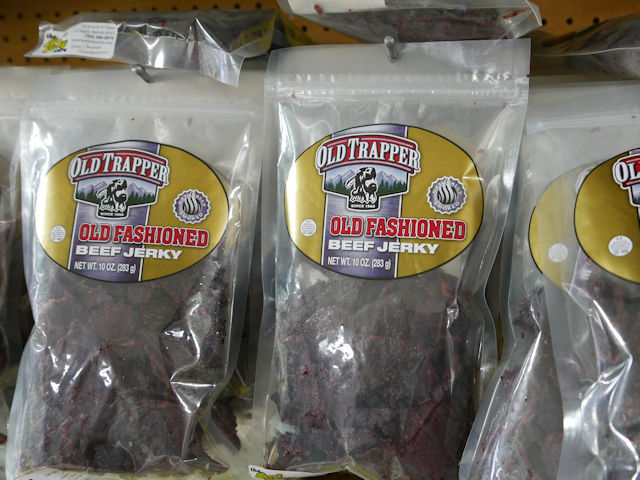 OLD TRAPPER
SINCE 1969
OLD FASHIONED
BEEF JERKY
NET WT. 10 OZ. (283 g)
OLD TRAPPER
SINCE 1969
SMOKED
OLD FASHIONED
BEEF JERKY
NET WT. 10 OZ. (283 g)